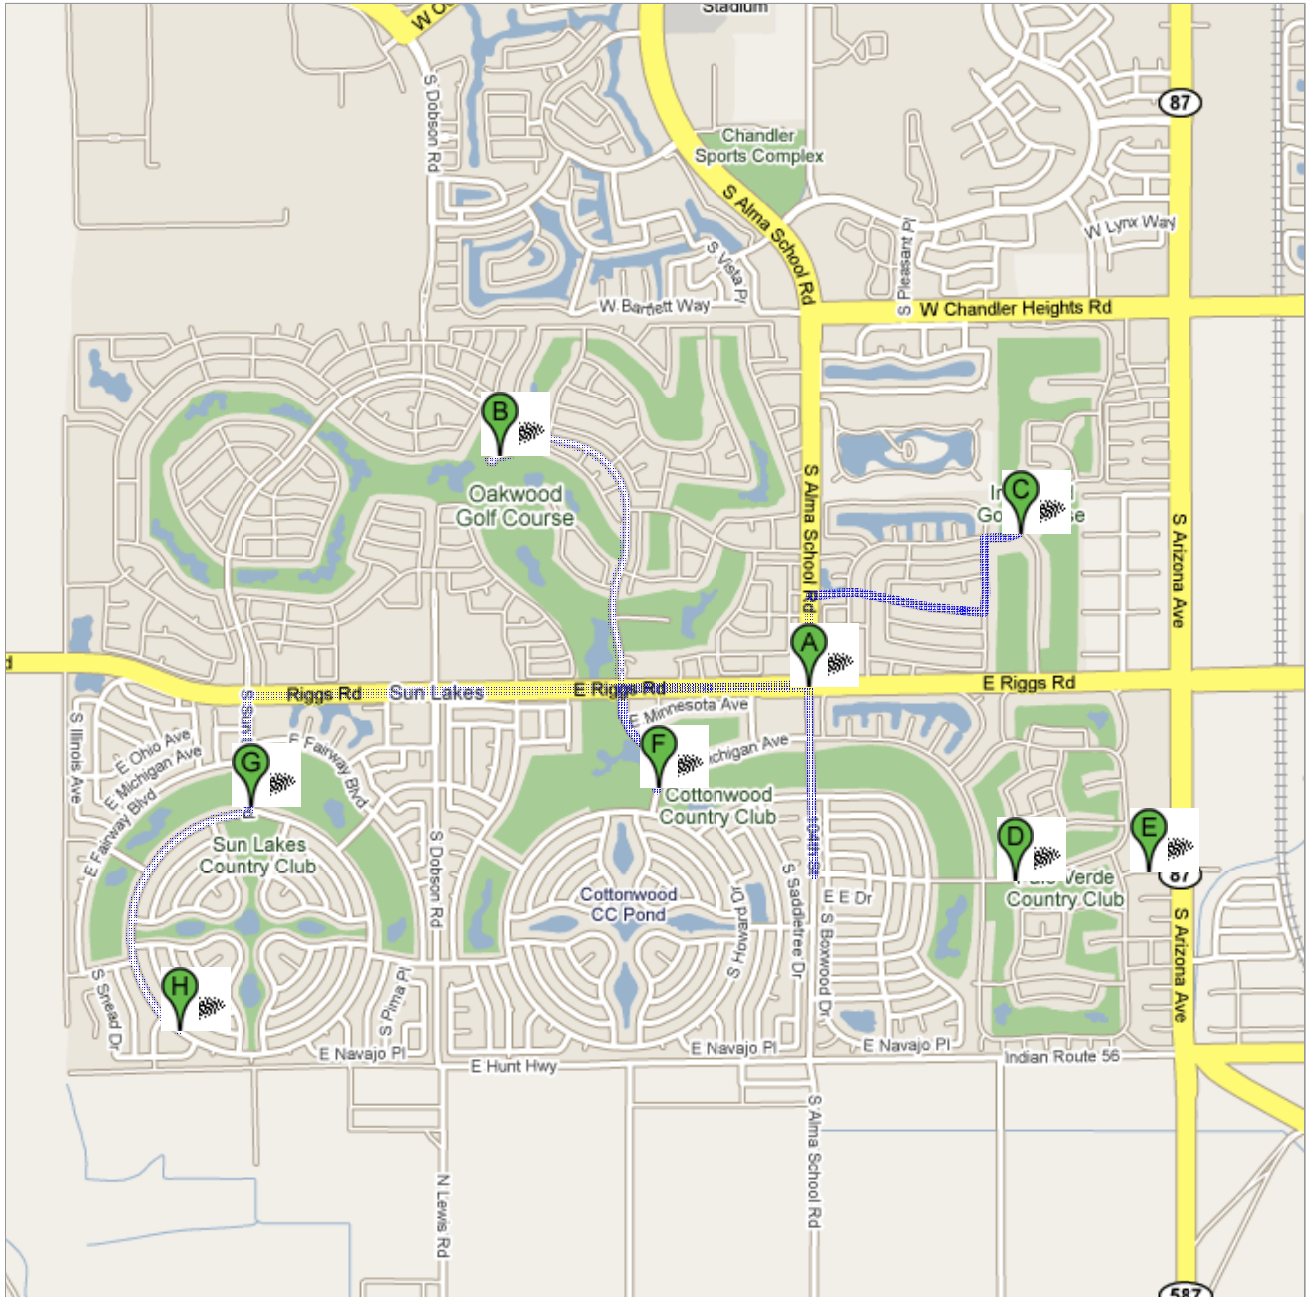 Stadium
W O
S Dobson Rd
87
Chandler
Sports Complex
S Alma School Rd
W Lynx Way
S Pleasant Pl
S Vista Pl
W Bartlett Way
W Chandler Heights Rd
B
Oakwood
Golf Course
S Alma School Rd
C
S Arizona Ave
A
d
Riggs Rd
Sun Lakes
E Riggs Rd
E Riggs Rd
S Sun
S Illinois Ave
E Ohio Ave
E Michigan Ave
E Fairway Blvd
E Fairway Blvd
E Minnesota Ave
F
ichigan Ave
G
Cottonwood
Country Club
Sun Lakes
Country Club
S Dobson Rd
D
E
87
Verde
Country Club
E E Dr
Cottonwood
CC Pond
S Howard Dr
S Saddletree Dr
S Boxwood Dr
S Arizona Ave
S Snead Dr
H
S Pima Pl
E Navajo Pl
E Navajo Pl
E Navajo Pl
Indian Route 56
E Hunt Hwy
S Alma School Rd
N Lewis Rd
587